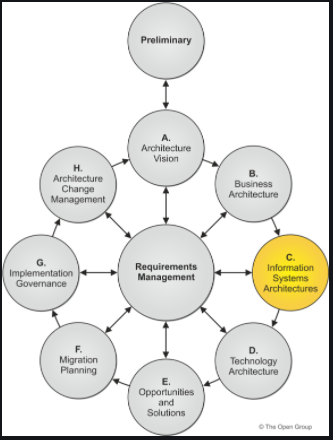 Preliminary
A.
Architecture
Vision
B.
Business
Architecture
C.
Information
Systems
Architectures
D.
Technology
Architecture
E.
Opportunities
and
Solutions
F.
Migration
Planning
G.
Implementation
Governance
H.
Architecture
Change
Management
Requirements
Management
© The Open Group